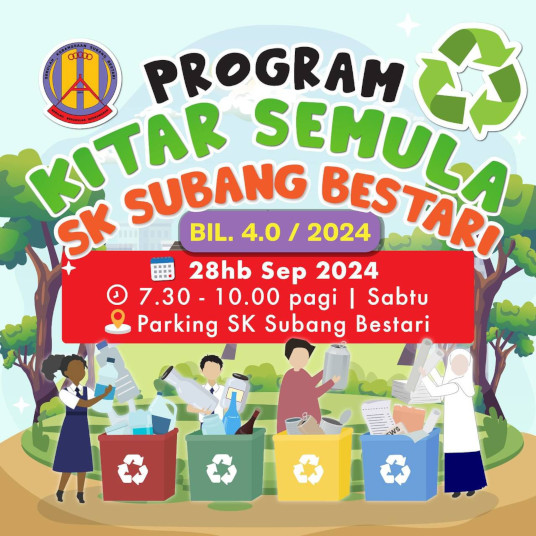 PROGRAM
KITAR SEMULA
SK SUBANG BESTARI
BIL. 4.0 / 2024
28hb Sep 2024
7.30 - 10.00 pagi | Sabtu
Parking SK Subang Bestari
NEWS